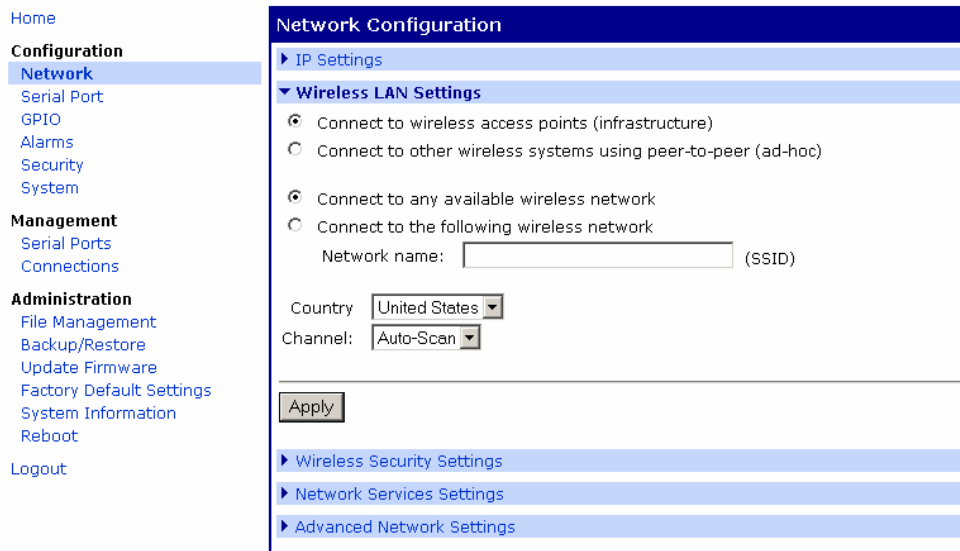 Home
Configuration
Network
Serial Port
GPIO
Alarms
Security
System
Management
Serial Ports
Connections
Administration
File Management
Backup/Restore
Update Firmware
Factory Default Settings
System Information
Reboot
Logout
Network Configuration
IP Settings
Wireless LAN Settings
Connect to wireless access points (infrastructure)
Connect to other wireless systems using peer-to-peer (ad-hoc)
Connect to any available wireless network
Connect to the following wireless network
Network name: (SSID)
Country United States
Channel: Auto-Scan
Apply
Wireless Security Settings
Network Services Settings
Advanced Network Settings